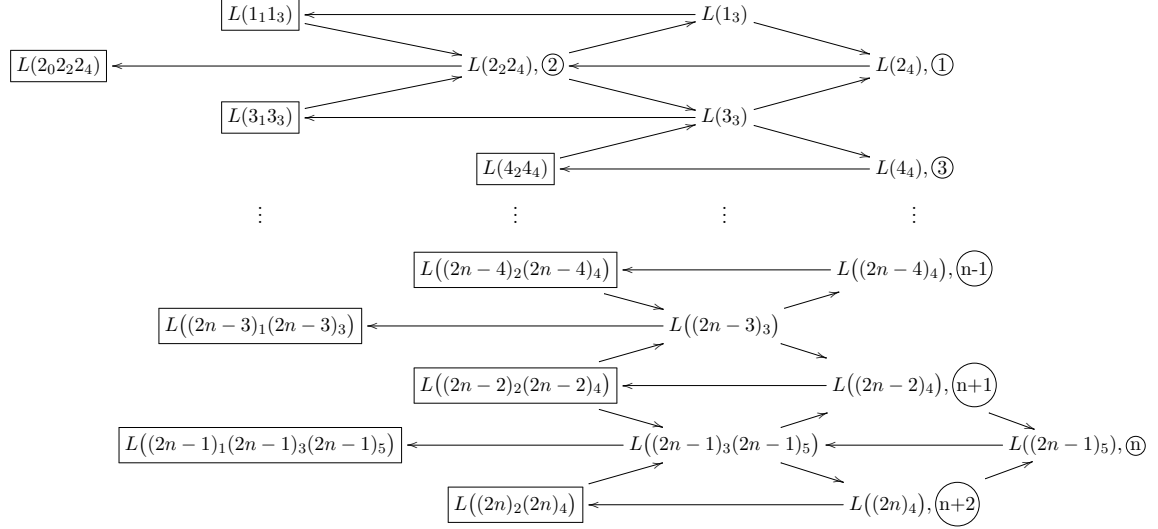 L(1₁1₃) L(1₃)
L(2₀2₂2₄) L(2₂2₄), ② L(2₄), ①
L(3₁3₃) L(3₃)
L(4₂4₄) L(4₄), ③
⋮ ⋮ ⋮ ⋮
L((2n − 4)₂(2n − 4)₄) L((2n − 4)₄), n-1
L((2n − 3)₁(2n − 3)₃) L((2n − 3)₃)
L((2n − 2)₂(2n − 2)₄) L((2n − 2)₄), n+1
L((2n − 1)₁(2n − 1)₃(2n − 1)₅) L((2n − 1)₃(2n − 1)₅) L((2n − 1)₅), n
L((2n)₂(2n)₄) L((2n)₄), n+2